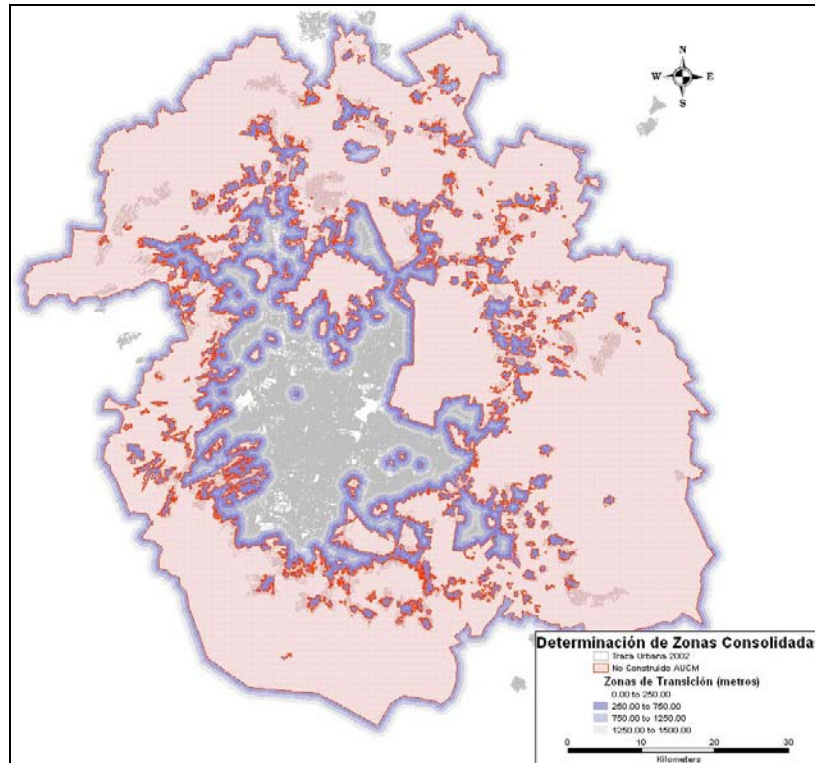 N
W E
S
Determinación de Zonas Consolidadas
Traza Urbana 2002
No Construido AUCM
Zonas de Transición (metros)
0.00 to 250.00
250.00 to 750.00
750.00 to 1250.00
1250.00 to 1500.00
0 10 20 30
Kilometers